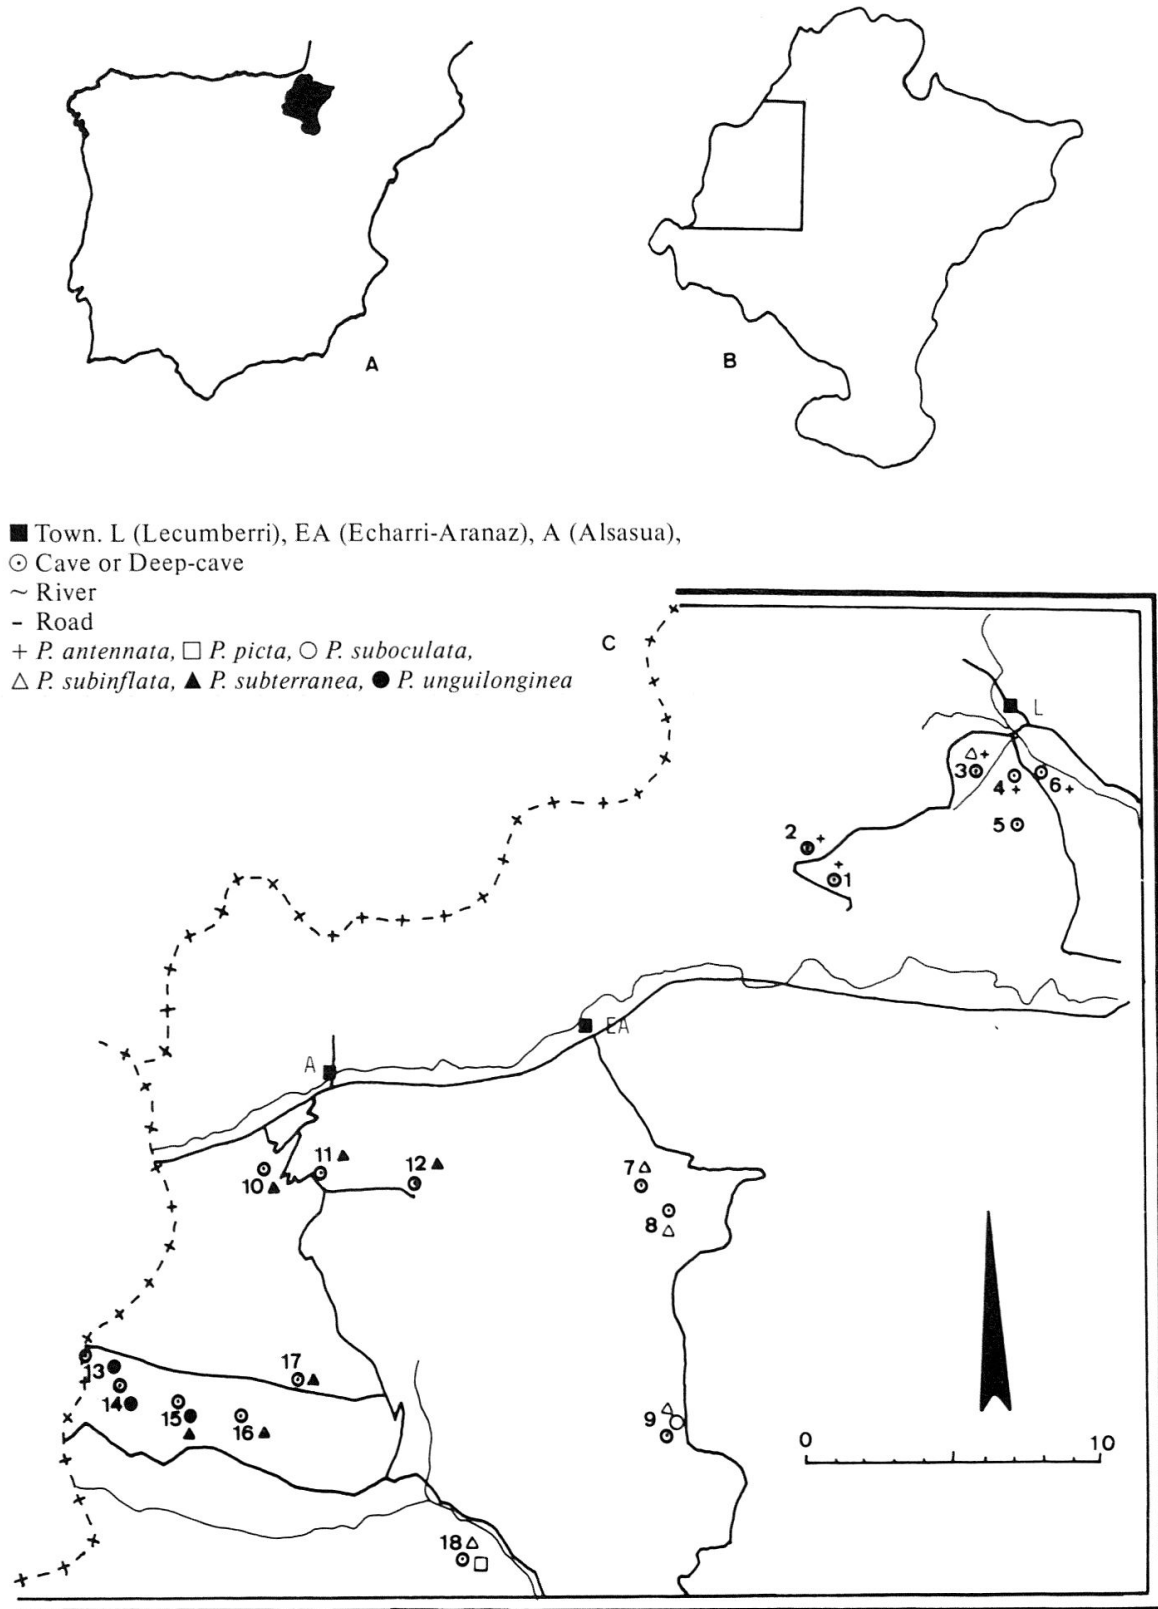 A
B
■ Town. L (Lecumberri), EA (Echarri-Aranaz), A (Alsasua),
⊙ Cave or Deep-cave
~ River
- Road
+ P. antennata, □ P. picta, ○ P. suboculata,
△ P. subinflata, ▲ P. subterranea, ● P. unguilonginea
C
L
3
4
6
5
2
1
EA
A
11
12
10
7
8
13
17
14
15
16
9
0
10
18